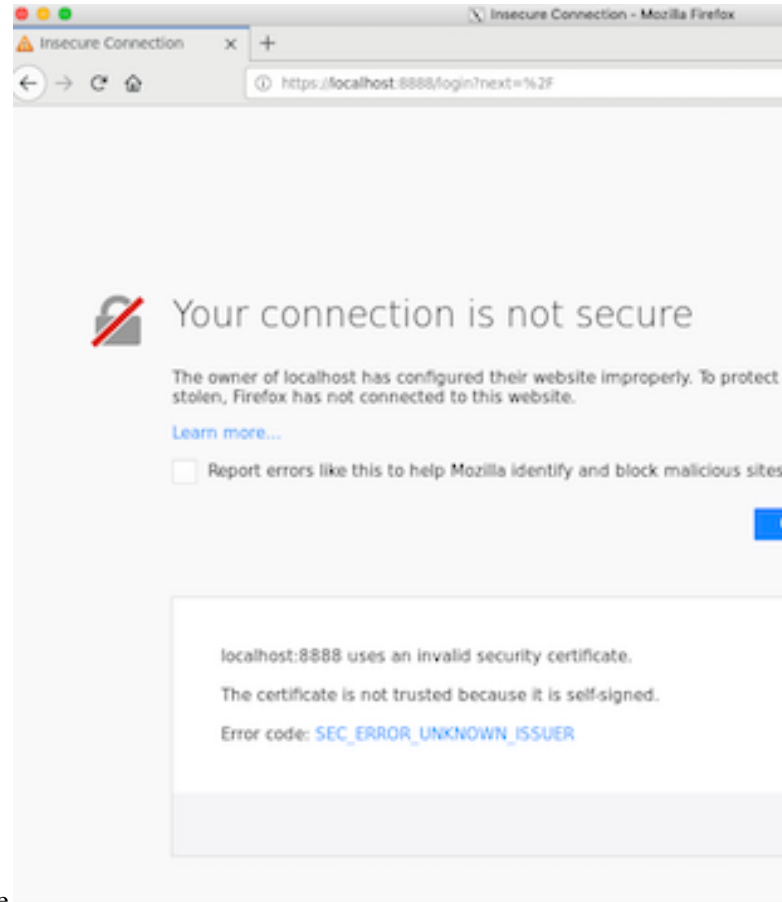 Insecure Connection - Mozilla Firefox
Insecure Connection
https://localhost:8888/login?next=%2F
Your connection is not secure
The owner of localhost has configured their website improperly. To protect
stolen, Firefox has not connected to this website.
Learn more...
Report errors like this to help Mozilla identify and block malicious sites
localhost:8888 uses an invalid security certificate.
The certificate is not trusted because it is self-signed.
Error code: SEC_ERROR_UNKNOWN_ISSUER